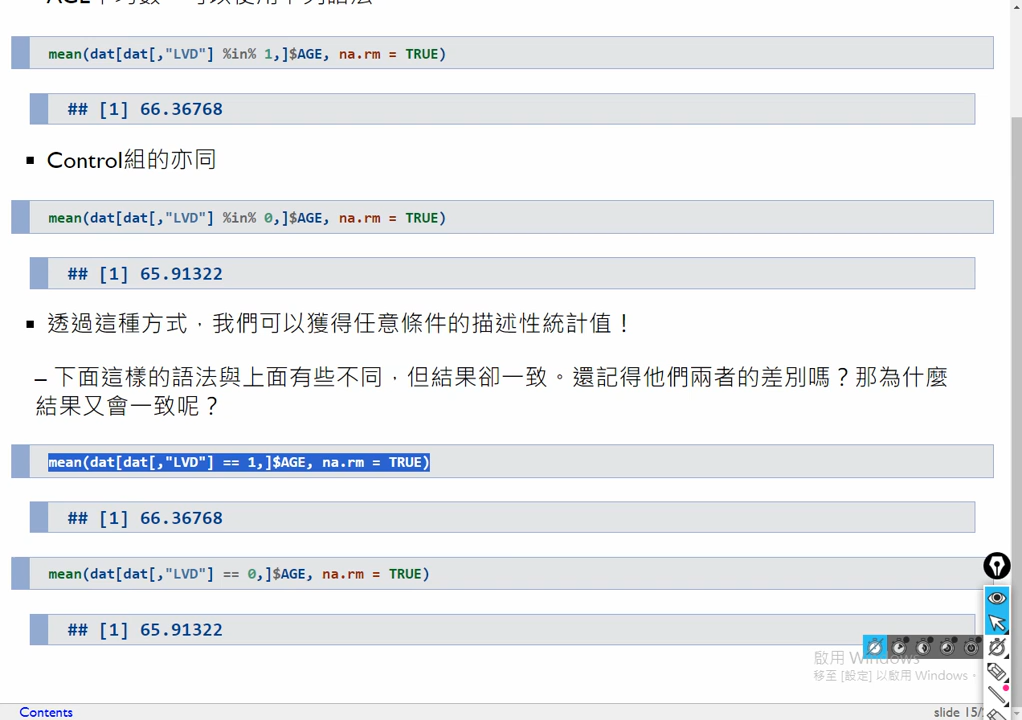 mean(dat[dat[,"LVD"] %in% 1,]$AGE, na.rm = TRUE)
## [1] 66.36768
▪ Control組的亦同
mean(dat[dat[,"LVD"] %in% 0,]$AGE, na.rm = TRUE)
## [1] 65.91322
▪ 透過這種方式，我們可以獲得任意條件的描述性統計值！
– 下面這樣的語法與上面有些不同，但結果卻一致。還記得他們兩者的差別嗎？那為什麼
結果又會一致呢？
mean(dat[dat[,"LVD"] == 1,]$AGE, na.rm = TRUE)
## [1] 66.36768
mean(dat[dat[,"LVD"] == 0,]$AGE, na.rm = TRUE)
## [1] 65.91322
啟用 Windows
移至 [設定] 以啟用 Windows。
Contents
slide 15/